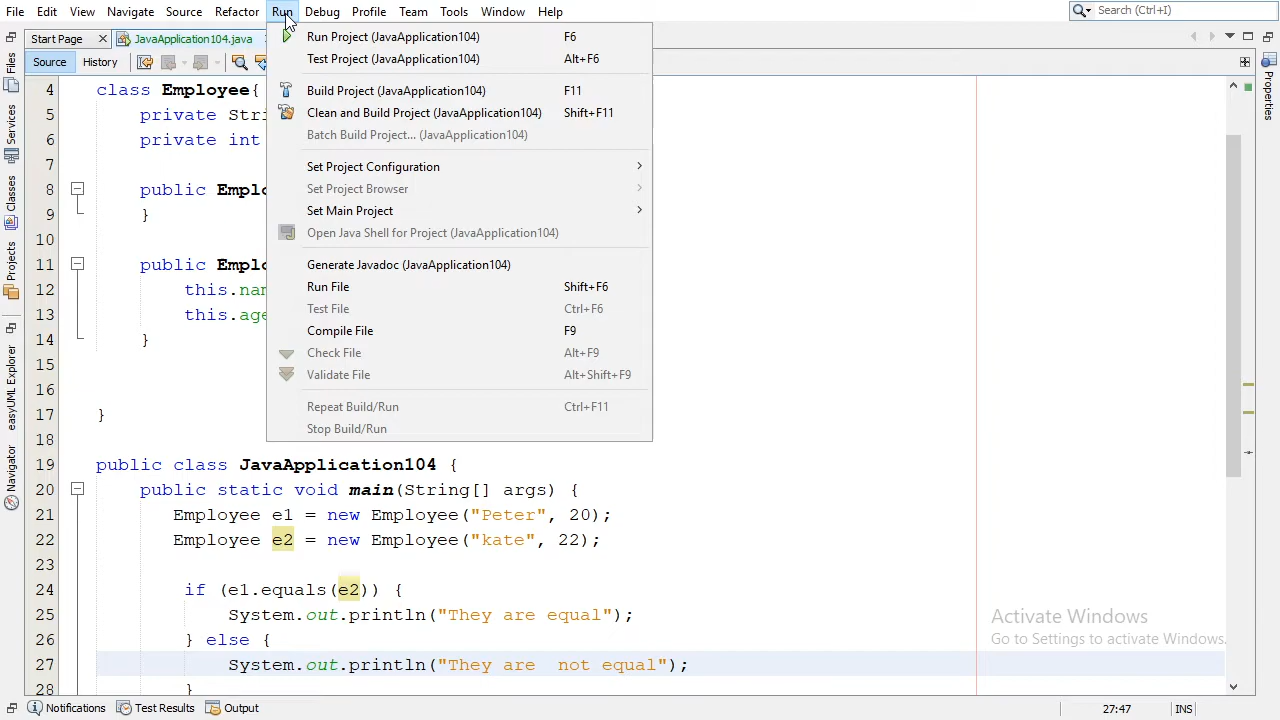 File Edit View Navigate Source Refactor Run Debug Profile Team Tools Window Help Search (Ctrl+I)
Start Page JavaApplication104.java
Source History
Run Project (JavaApplication104) F6
Test Project (JavaApplication104) Alt+F6
Build Project (JavaApplication104) F11
Clean and Build Project (JavaApplication104) Shift+F11
Batch Build Project... (JavaApplication104)
Set Project Configuration
Set Project Browser
Set Main Project
Open Java Shell for Project (JavaApplication104)
Generate Javadoc (JavaApplication104)
Run File Shift+F6
Test File Ctrl+F6
Compile File F9
Check File Alt+F9
Validate File Alt+Shift+F9
Repeat Build/Run Ctrl+F11
Stop Build/Run
Files
Services
Classes
Projects
easyUML Explorer
Navigator
Properties
4 class Employee{
5 private Stri
6 private int
7
8 public Emplo
9 }
10
11 public Emplo
12 this.nam
13 this.age
14 }
15
16
17 }
18
19 public class JavaApplication104 {
20 public static void main(String[] args) {
21 Employee e1 = new Employee("Peter", 20);
22 Employee e2 = new Employee("kate", 22);
23
24 if (e1.equals(e2)) {
25 System.out.println("They are equal");
26 } else {
27 System.out.println("They are  not equal");
28 }
Activate Windows
Go to Settings to activate Windows.
Notifications Test Results Output 27:47 INS